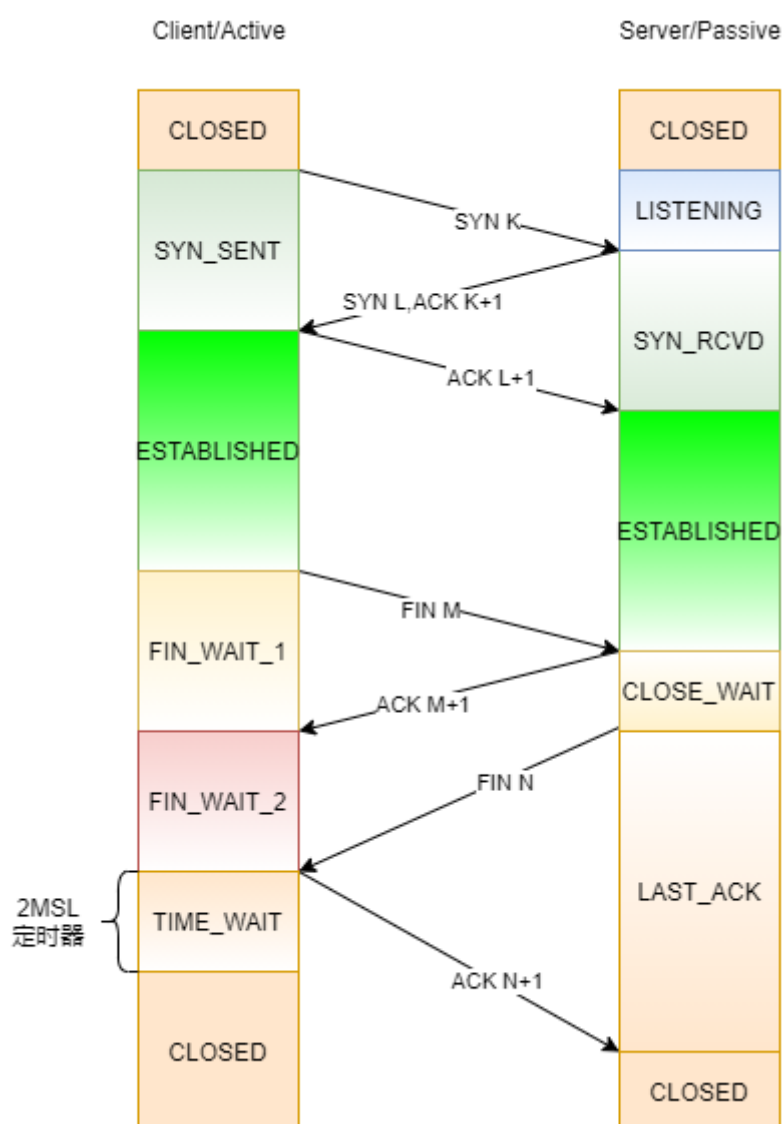 Client/Active
Server/Passive
CLOSED
CLOSED
LISTENING
SYN K
SYN_SENT
SYN L,ACK K+1
SYN_RCVD
ACK L+1
ESTABLISHED
ESTABLISHED
FIN M
FIN_WAIT_1
CLOSE_WAIT
ACK M+1
FIN N
FIN_WAIT_2
LAST_ACK
2MSL
定时器
TIME_WAIT
ACK N+1
CLOSED
CLOSED